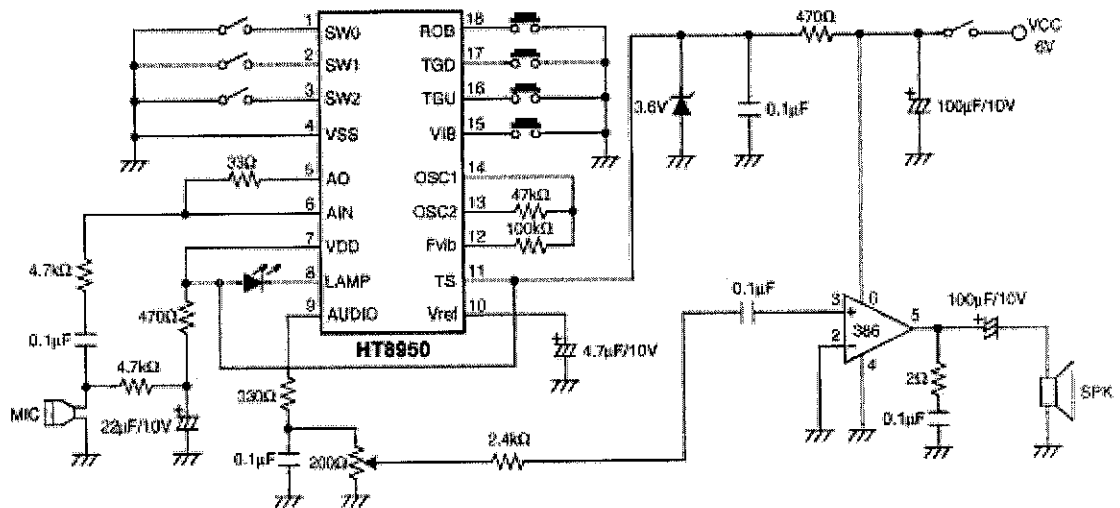 1 SW0
2 SW1
3 SW2
4 VSS
5 AO
6 AIN
7 VDD
8 LAMP
9 AUDIO
18 ROB
17 TGD
16 TGU
15 VIB
14 OSC1
13 OSC2
12 Fvib
11 TS
10 Vref
HT8950
33Ω
4.7kΩ
0.1μF
470Ω
4.7kΩ
MIC
22μF/10V
330Ω
0.1μF
200Ω
2.4kΩ
47kΩ
100kΩ
4.7μF/10V
3.6V
0.1μF
470Ω
100μF/10V
VCC
6V
0.1μF
3
2
386
4
5
100μF/10V
2Ω
0.1μF
SPK